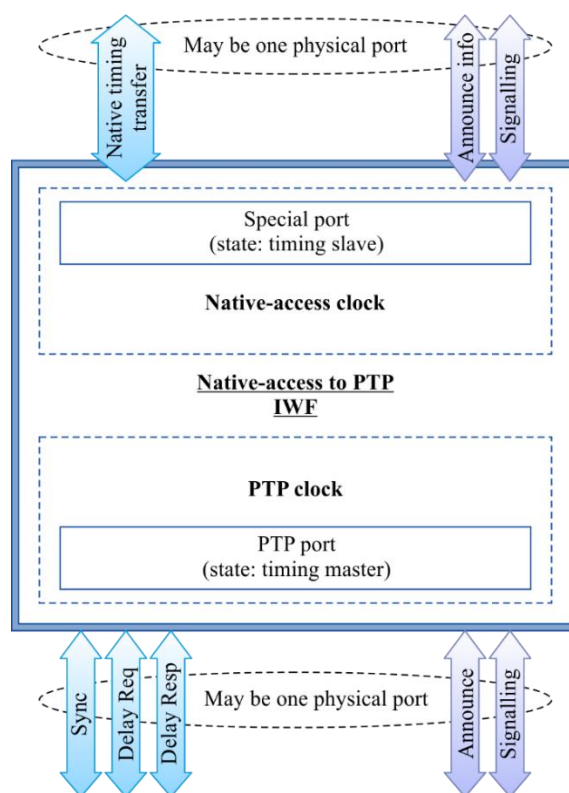 May be one physical port
Native timing
transfer
Announce info
Signalling
Special port
(state: timing slave)
Native-access clock
Native-access to PTP
IWF
PTP clock
PTP port
(state: timing master)
Sync
Delay Req
Delay Resp
May be one physical port
Announce
Signalling